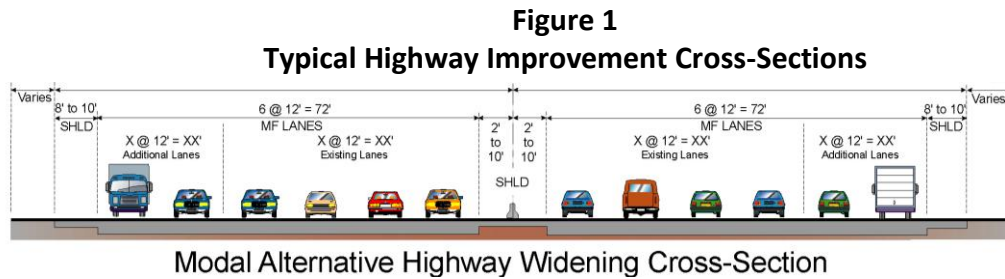 Figure 1
Typical Highway Improvement Cross-Sections
Varies
8' to 10'
SHLD
6 @ 12' = 72'
MF LANES
X @ 12' = XX'
Additional Lanes
X @ 12' = XX'
Existing Lanes
2'
to
10'
2'
to
10'
SHLD
6 @ 12' = 72'
MF LANES
X @ 12' = XX'
Existing Lanes
X @ 12' = XX'
Additional Lanes
8' to 10'
SHLD
Varies
Modal Alternative Highway Widening Cross-Section